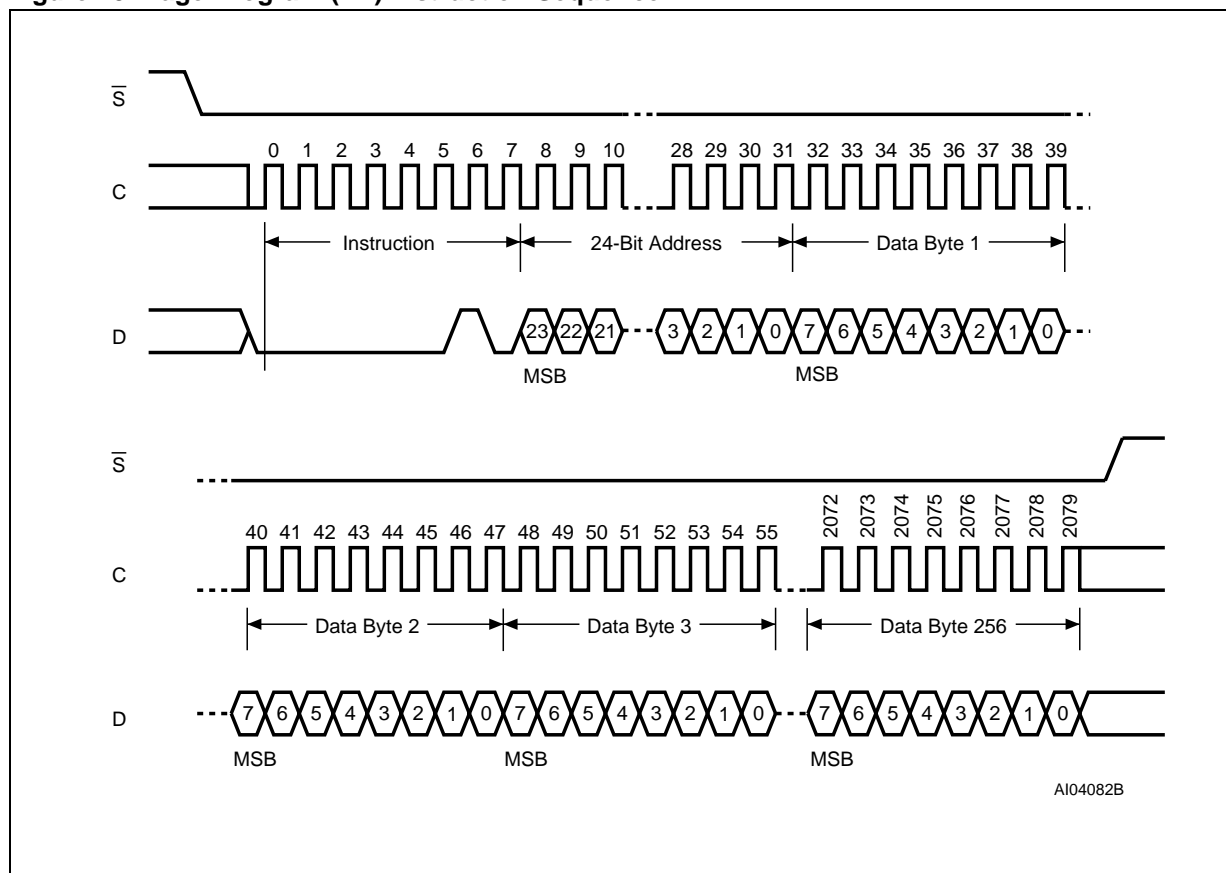 S
0 1 2 3 4 5 6 7 8 9 10 28 29 30 31 32 33 34 35 36 37 38 39
C
Instruction 24-Bit Address Data Byte 1
D 23 22 21 3 2 1 0 7 6 5 4 3 2 1 0
MSB MSB
S
40 41 42 43 44 45 46 47 48 49 50 51 52 53 54 55 2072 2073 2074 2075 2076 2077 2078 2079
C
Data Byte 2 Data Byte 3 Data Byte 256
D 7 6 5 4 3 2 1 0 7 6 5 4 3 2 1 0 7 6 5 4 3 2 1 0
MSB MSB MSB
AI04082B